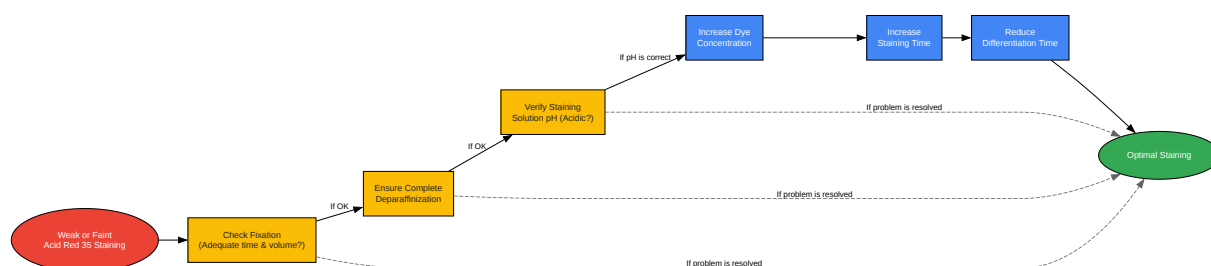 Weak or Faint
Acid Red 35 Staining
Check Fixation
(Adequate time & volume?)
If OK
Ensure Complete
Deparaffinization
If OK
Verify Staining
Solution pH (Acidic?)
If pH is correct
Increase Dye
Concentration
Increase
Staining Time
Reduce
Differentiation Time
If problem is resolved
If problem is resolved
If problem is resolved
Optimal Staining